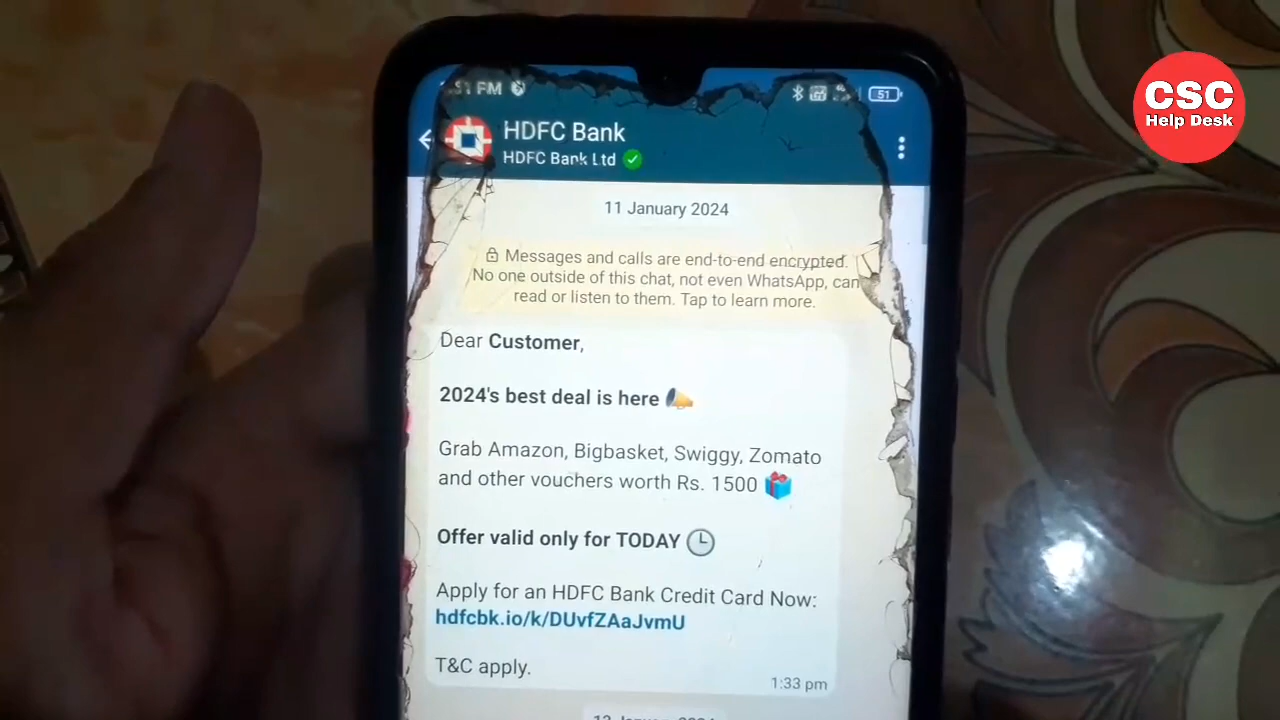 CSC
Help Desk
51 PM
51
HDFC Bank
HDFC Bank Ltd
11 January 2024
Messages and calls are end-to-end encrypted.
No one outside of this chat, not even WhatsApp, can
read or listen to them. Tap to learn more.
Dear Customer,
2024's best deal is here
Grab Amazon, Bigbasket, Swiggy, Zomato
and other vouchers worth Rs. 1500
Offer valid only for TODAY
Apply for an HDFC Bank Credit Card Now:
hdfcbk.io/k/DUvfZAaJvmU
T&C apply.
1:33 pm